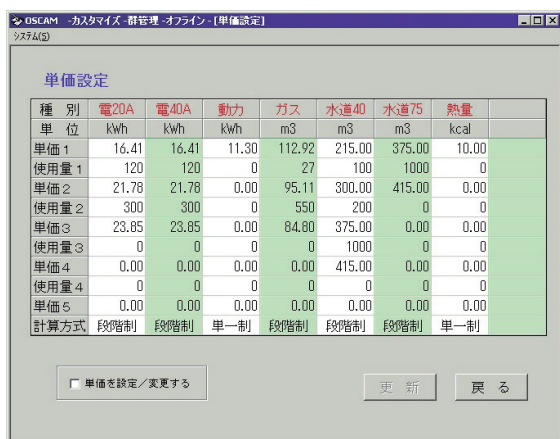 OSCAM -カスタマイズ-群管理-オフライン-[単価設定]
システム(S)
単価設定
種 別 電20A 電40A 動力 ガス 水道40 水道75 熱量
単 位 kWh kWh kWh m3 m3 m3 kcal
単価1 16.41 16.41 11.30 112.92 215.00 375.00 10.00
使用量1 120 120 0 27 100 1000 0
単価2 21.78 21.78 0.00 95.11 300.00 415.00 0.00
使用量2 300 300 0 550 200 0 0
単価3 23.85 23.85 0.00 84.80 375.00 0.00 0.00
使用量3 0 0 0 0 1000 0 0
単価4 0.00 0.00 0.00 0.00 415.00 0.00 0.00
使用量4 0 0 0 0 0 0 0
単価5 0.00 0.00 0.00 0.00 0.00 0.00 0.00
計算方式 段階制 段階制 単一制 段階制 段階制 段階制 単一制
単価を設定/変更する
更 新
戻 る